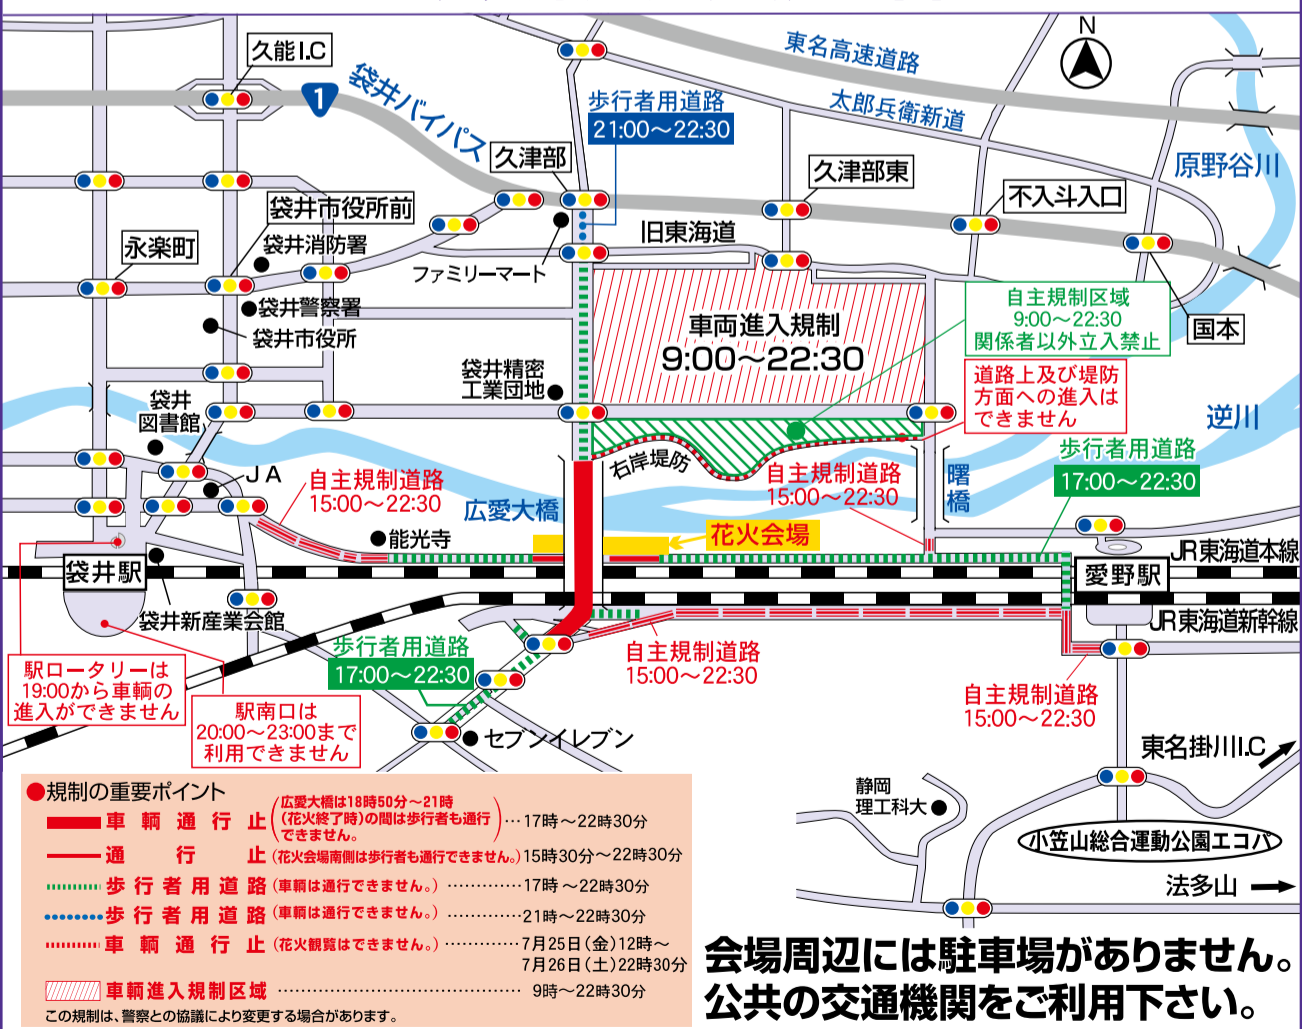 N
久能I.C
1
袋井バイパス
東名高速道路
太郎兵衛新道
歩行者用道路
21:00〜22:30
久津部
久津部東
原野谷川
不入斗入口
袋井市役所前
永楽町
袋井消防署
旧東海道
ファミリーマート
袋井警察署
袋井市役所
車両進入規制
9:00〜22:30
自主規制区域
9:00〜22:30
関係者以外立入禁止
国本
袋井精密
工業団地
道路上及び堤防
方面への進入は
できません
袋井
図書館
逆川
右岸堤防
歩行者用道路
17:00〜22:30
JA
自主規制道路
15:00〜22:30
自主規制道路
15:00〜22:30
曙橋
広愛大橋
花火会場
能光寺
JR東海道本線
袋井駅
愛野駅
袋井新産業会館
JR東海道新幹線
歩行者用道路
17:00〜22:30
自主規制道路
15:00〜22:30
駅ロータリーは
19:00から車輌の
進入ができません
駅南口は
20:00〜23:00まで
利用できません
自主規制道路
15:00〜22:30
セブンイレブン
東名掛川I.C
静岡
理工科大
小笠山総合運動公園エコパ
法多山
●規制の重要ポイント
車輌通行止(広愛大橋は18時50分〜21時(花火終了時)の間は歩行者も通行できません。)…17時〜22時30分
通行止(花火会場南側は歩行者も通行できません。)15時30分〜22時30分
歩行者用道路(車輌は通行できません。)…………17時〜22時30分
歩行者用道路(車輌は通行できません。)…………21時〜22時30分
車輌通行止(花火観覧はできません。)…………7月25日(金)12時〜
7月26日(土)22時30分
車輌進入規制区域……………………………9時〜22時30分
この規制は、警察との協議により変更する場合があります。
会場周辺には駐車場がありません。
公共の交通機関をご利用下さい。